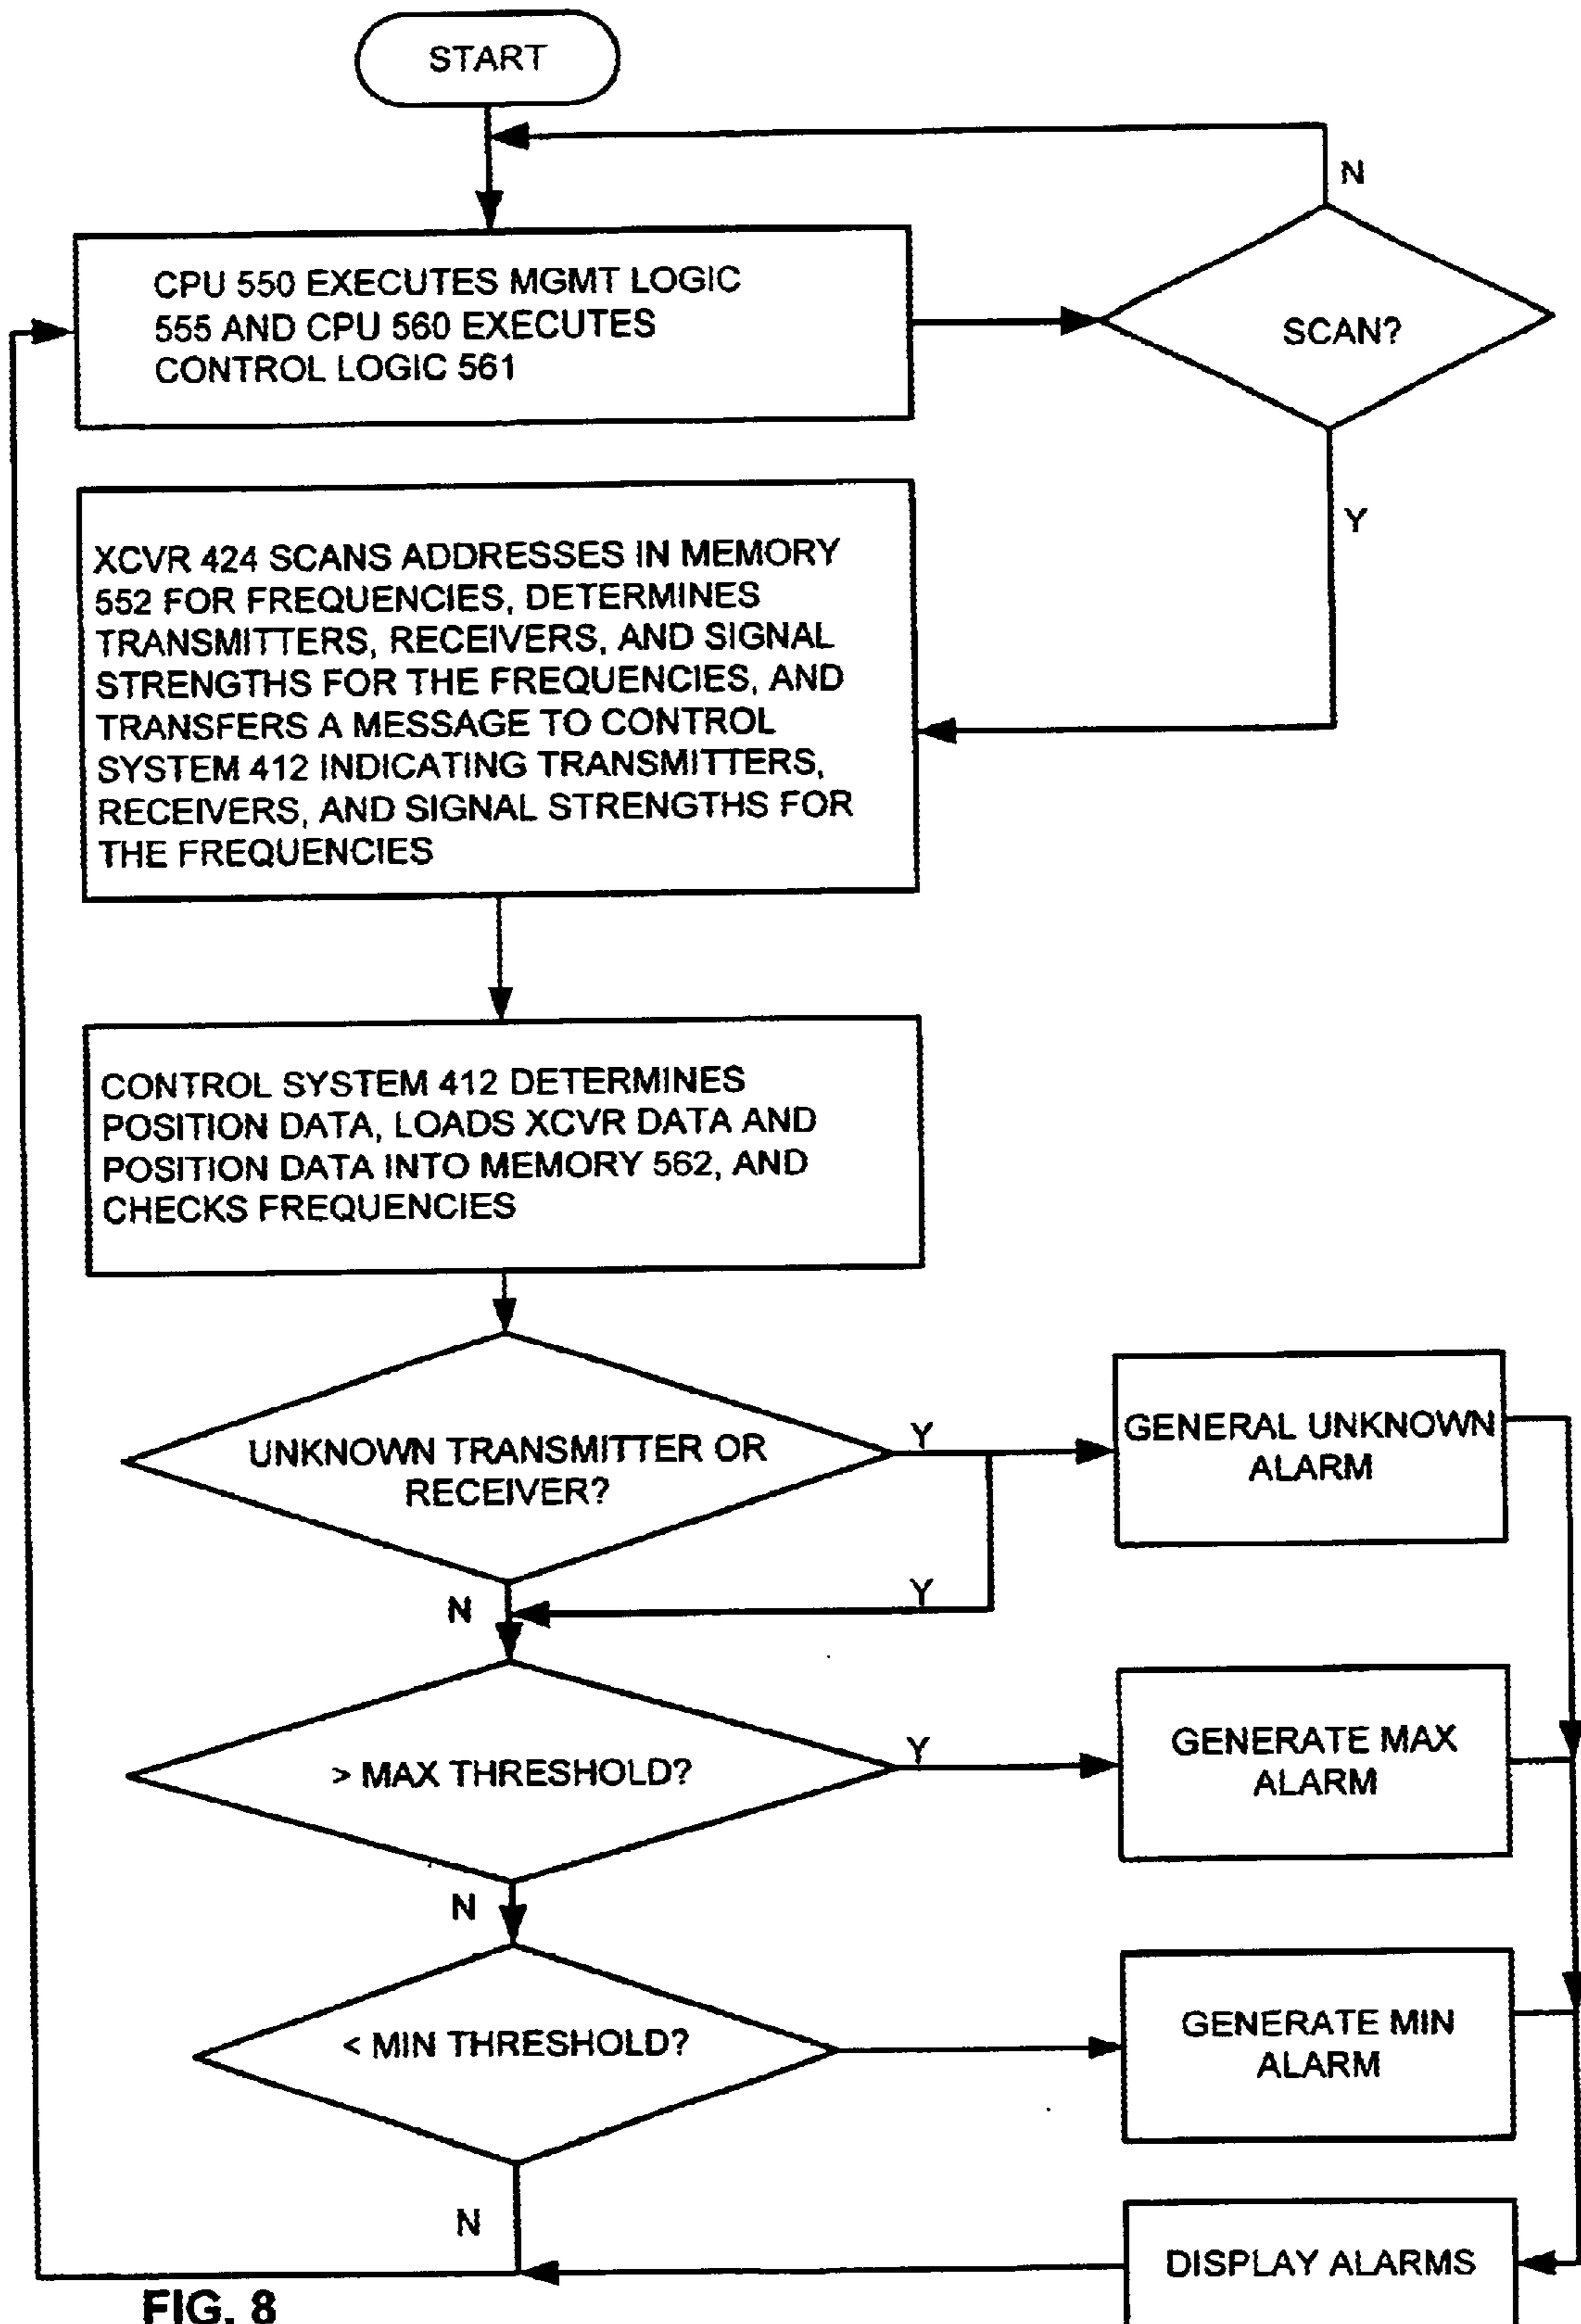 START
N
CPU 550 EXECUTES MGMT LOGIC
555 AND CPU 560 EXECUTES
CONTROL LOGIC 561
SCAN?
Y
XCVR 424 SCANS ADDRESSES IN MEMORY
552 FOR FREQUENCIES, DETERMINES
TRANSMITTERS, RECEIVERS, AND SIGNAL
STRENGTHS FOR THE FREQUENCIES, AND
TRANSFERS A MESSAGE TO CONTROL
SYSTEM 412 INDICATING TRANSMITTERS,
RECEIVERS, AND SIGNAL STRENGTHS FOR
THE FREQUENCIES
CONTROL SYSTEM 412 DETERMINES
POSITION DATA, LOADS XCVR DATA AND
POSITION DATA INTO MEMORY 562, AND
CHECKS FREQUENCIES
UNKNOWN TRANSMITTER OR
RECEIVER?
Y
GENERAL UNKNOWN
ALARM
N
Y
> MAX THRESHOLD?
Y
GENERATE MAX
ALARM
N
< MIN THRESHOLD?
GENERATE MIN
ALARM
N
DISPLAY ALARMS
FIG. 8